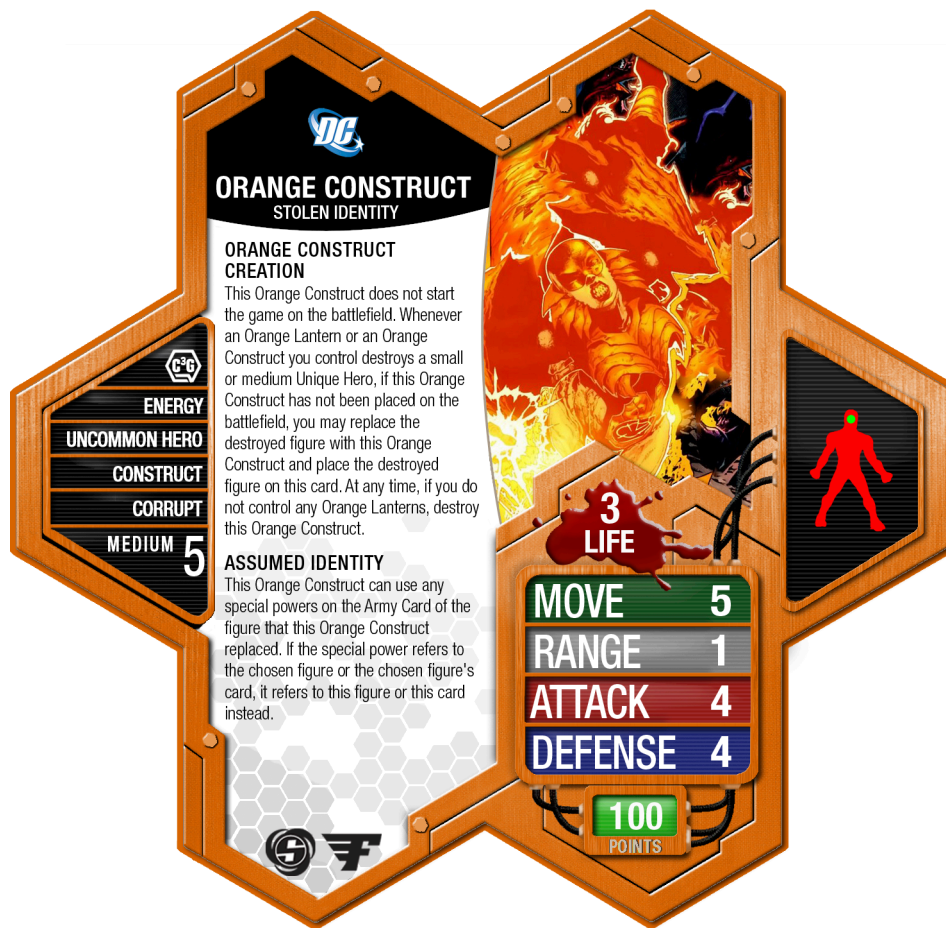 DC
ORANGE CONSTRUCT
STOLEN IDENTITY
ORANGE CONSTRUCT
CREATION
This Orange Construct does not start
the game on the battlefield. Whenever
an Orange Lantern or an Orange
Construct you control destroys a small
or medium Unique Hero, if this Orange
Construct has not been placed on the
battlefield, you may replace the
destroyed figure with this Orange
Construct and place the destroyed
figure on this card. At any time, if you do
not control any Orange Lanterns, destroy
this Orange Construct.
ASSUMED IDENTITY
This Orange Construct can use any
special powers on the Army Card of the
figure that this Orange Construct
replaced. If the special power refers to
the chosen figure or the chosen figure's
card, it refers to this figure or this card
instead.
C3G
ENERGY
UNCOMMON HERO
CONSTRUCT
CORRUPT
MEDIUM 5
3
LIFE
MOVE 5
RANGE 1
ATTACK 4
DEFENSE 4
100
POINTS
S F